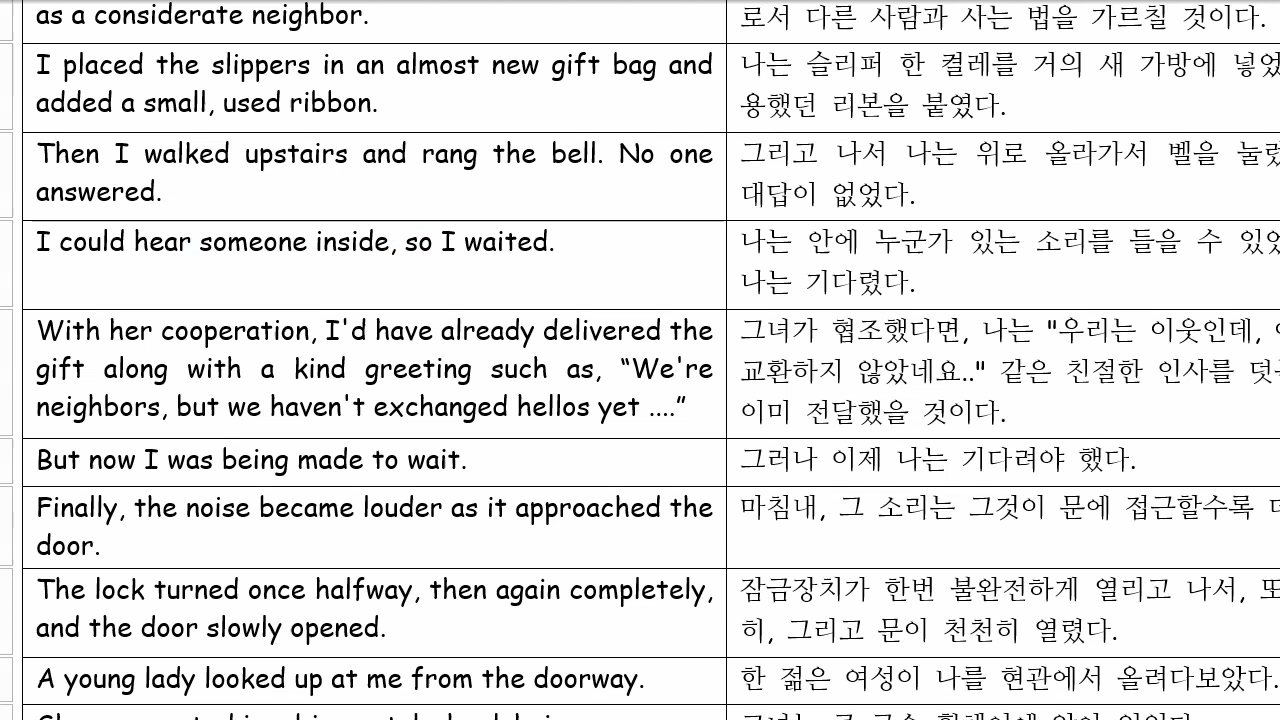 as a considerate neighbor.
로서 다른 사람과 사는 법을 가르칠 것이다.
I placed the slippers in an almost new gift bag and
added a small, used ribbon.
나는 슬리퍼 한 켤레를 거의 새 가방에 넣었
용했던 리본을 붙였다.
Then I walked upstairs and rang the bell. No one
answered.
그리고 나서 나는 위로 올라가서 벨을 눌렀
대답이 없었다.
I could hear someone inside, so I waited.
나는 안에 누군가 있는 소리를 들을 수 있었
나는 기다렸다.
With her cooperation, I'd have already delivered the
gift along with a kind greeting such as, “We're
neighbors, but we haven't exchanged hellos yet ....”
그녀가 협조했다면, 나는 "우리는 이웃인데,
교환하지 않았네요.." 같은 친절한 인사를
이미 전달했을 것이다.
But now I was being made to wait.
그러나 이제 나는 기다려야 했다.
Finally, the noise became louder as it approached the
door.
마침내, 그 소리는 그것이 문에 접근할수록
The lock turned once halfway, then again completely,
and the door slowly opened.
잠금장치가 한번 불완전하게 열리고 나서, 또
히, 그리고 문이 천천히 열렸다.
A young lady looked up at me from the doorway.
한 젊은 여성이 나를 현관에서 올려다보았다.